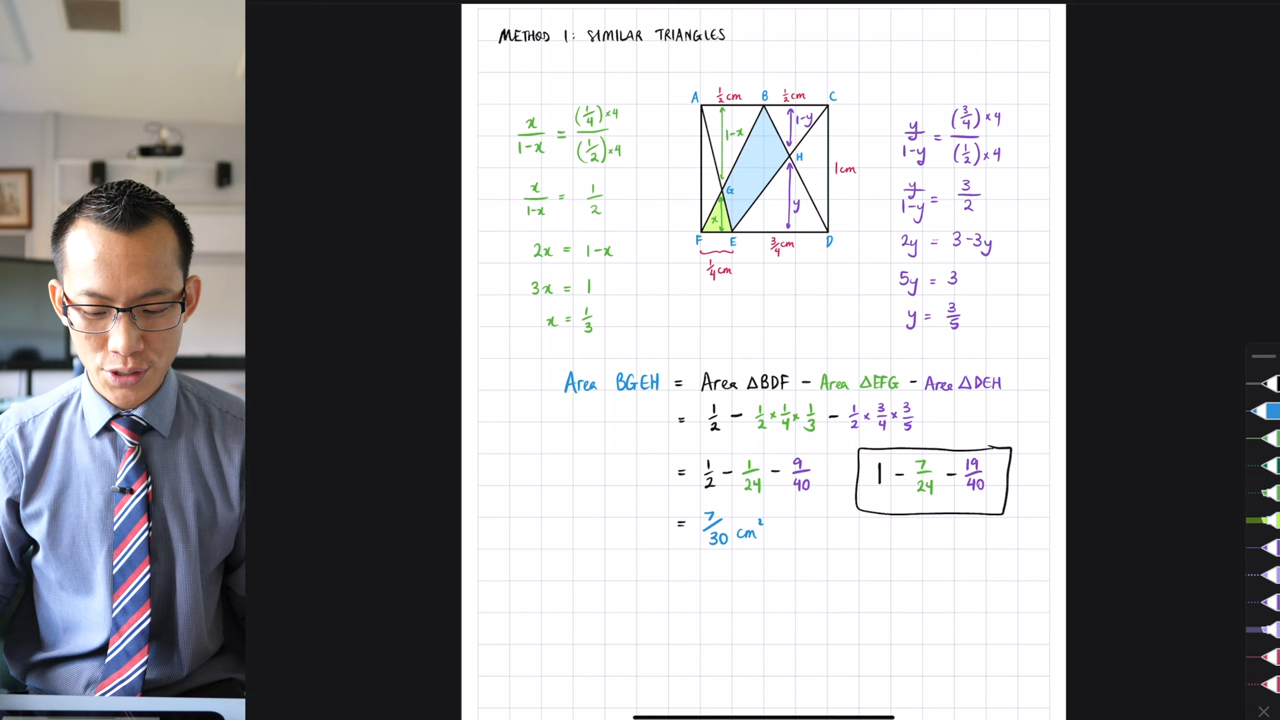 METHOD 1: SIMILAR TRIANGLES
A 1/2 cm B 1/2 cm C
1-x
1-y
H
1cm
G
x
y
F E 3/4 cm D
1/4 cm
x/(1-x) = (1/4)×4/(1/2)×4
x/(1-x) = 1/2
2x = 1-x
3x = 1
x = 1/3
y/(1-y) = (3/4)×4/(1/2)×4
y/(1-y) = 3/2
2y = 3-3y
5y = 3
y = 3/5
Area BGEH = Area △BDF - Area △EFG - Area △DEH
= 1/2 - 1/2 × 1/4 × 1/3 - 1/2 × 3/4 × 3/5
= 1/2 - 1/24 - 9/40
1 - 7/24 - 19/40
= 7/30 cm²